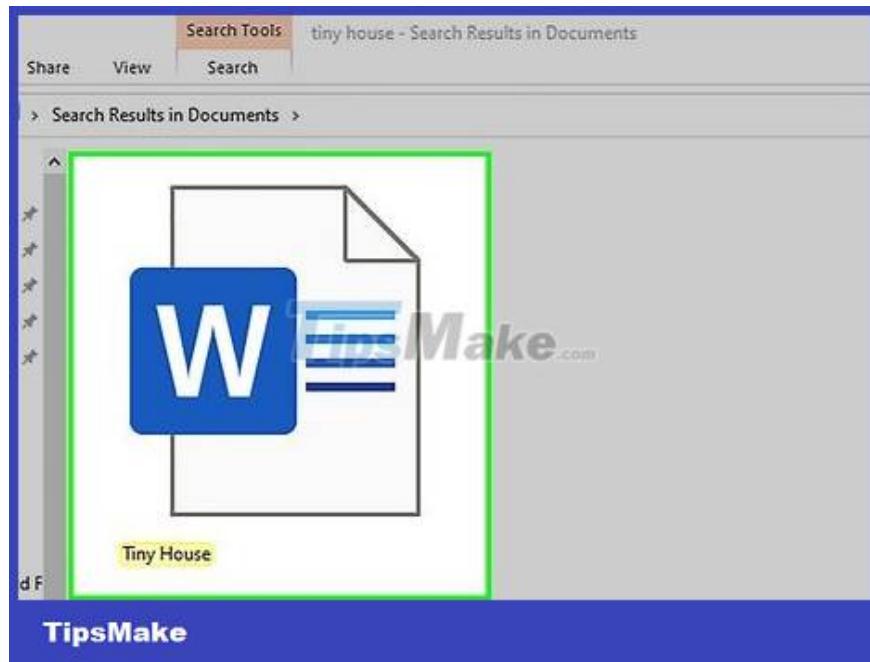 Search Tools
tiny house - Search Results in Documents
Share View Search
> Search Results in Documents >
W
TipsMake.com
Tiny House
d F
TipsMake